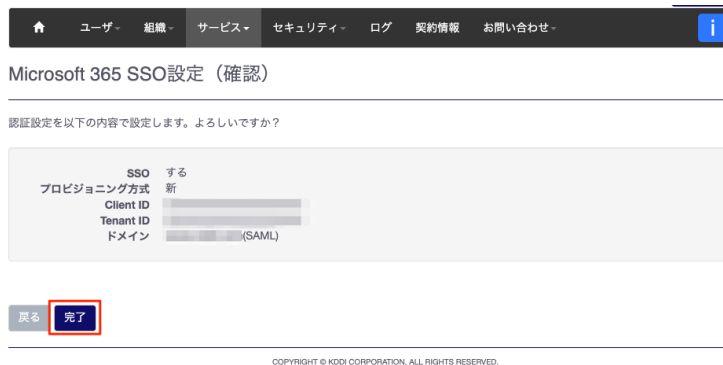 ユーザ 組織 サービス セキュリティ ログ 契約情報 お問い合わせ i
Microsoft 365 SSO設定（確認）
認証設定を以下の内容で設定します。よろしいですか？
SSO する
プロビジョニング方式 新
Client ID
Tenant ID
ドメイン (SAML)
戻る 完了
COPYRIGHT © KDDI CORPORATION, ALL RIGHTS RESERVED.